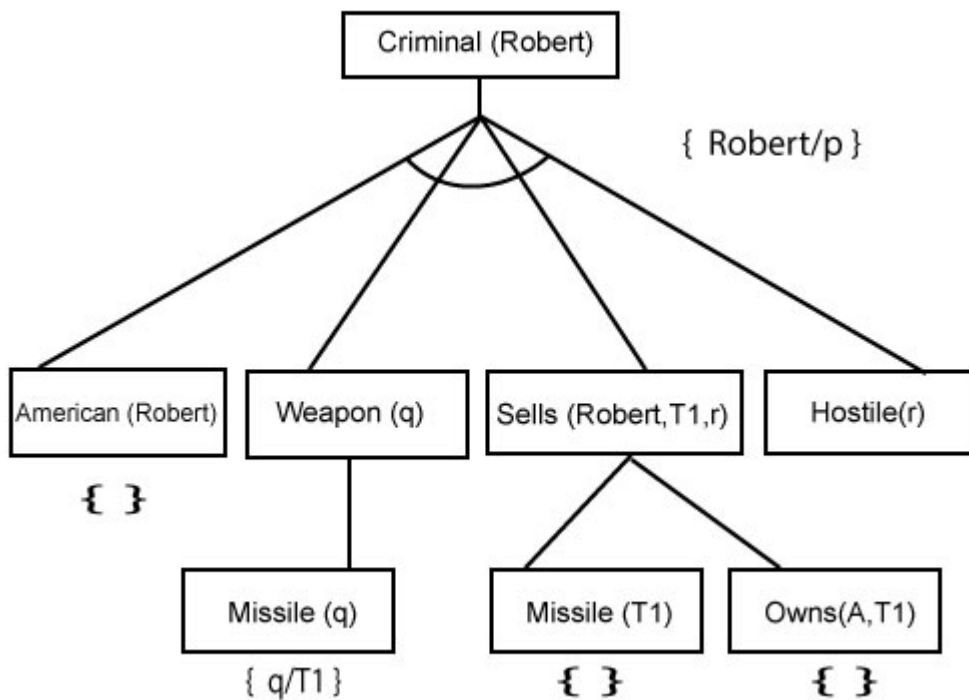 Criminal (Robert)
{ Robert/p }
American (Robert)
Weapon (q)
Sells (Robert,T1,r)
Hostile(r)
{ }
Missile (q)
Missile (T1)
Owns(A,T1)
{ q/T1 }
{ }
{ }